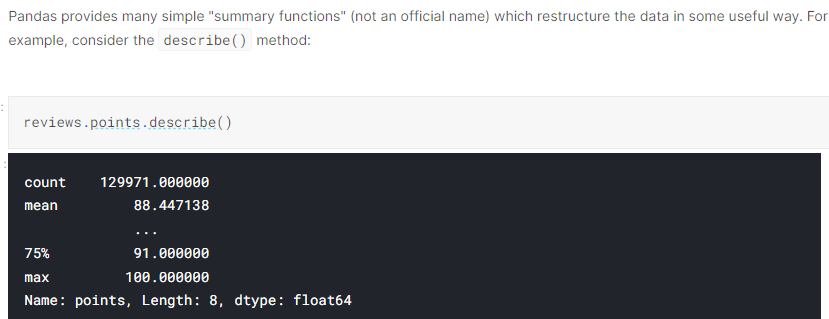 Pandas provides many simple "summary functions" (not an official name) which restructure the data in some useful way. For
example, consider the describe() method:
:
reviews.points.describe()
:
count    129971.000000
mean         88.447138
             ...
75%          91.000000
max         100.000000
Name: points, Length: 8, dtype: float64